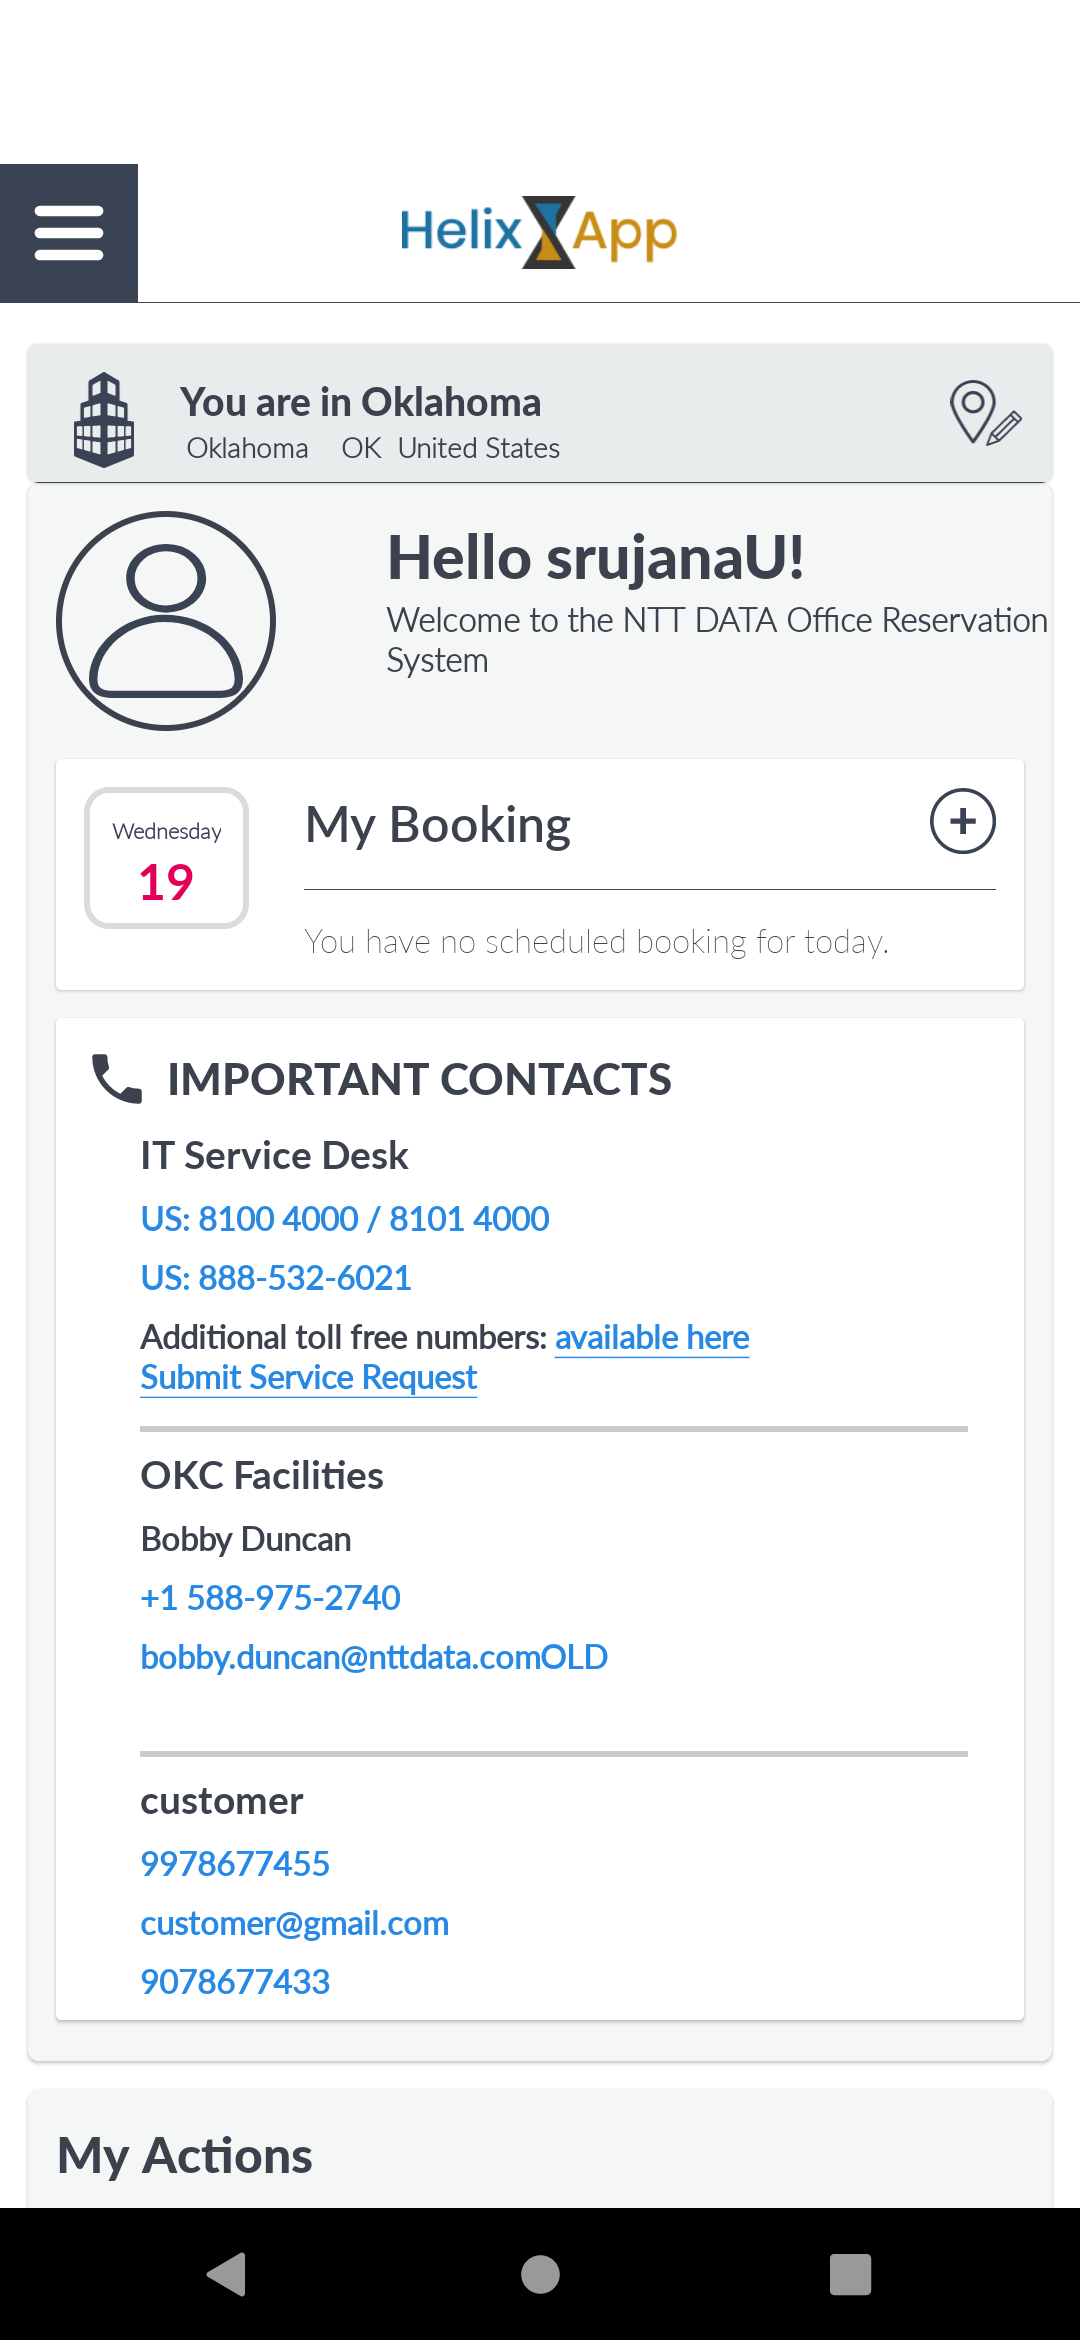 Helix App
You are in Oklahoma
Oklahoma OK United States
Hello srujanaU!
Welcome to the NTT DATA Office Reservation
System
Wednesday
19
My Booking
You have no scheduled booking for today.
IMPORTANT CONTACTS
IT Service Desk
US: 8100 4000 / 8101 4000
US: 888-532-6021
Additional toll free numbers: available here
Submit Service Request
OKC Facilities
Bobby Duncan
+1 588-975-2740
bobby.duncan@nttdata.comOLD
customer
9978677455
customer@gmail.com
9078677433
My Actions